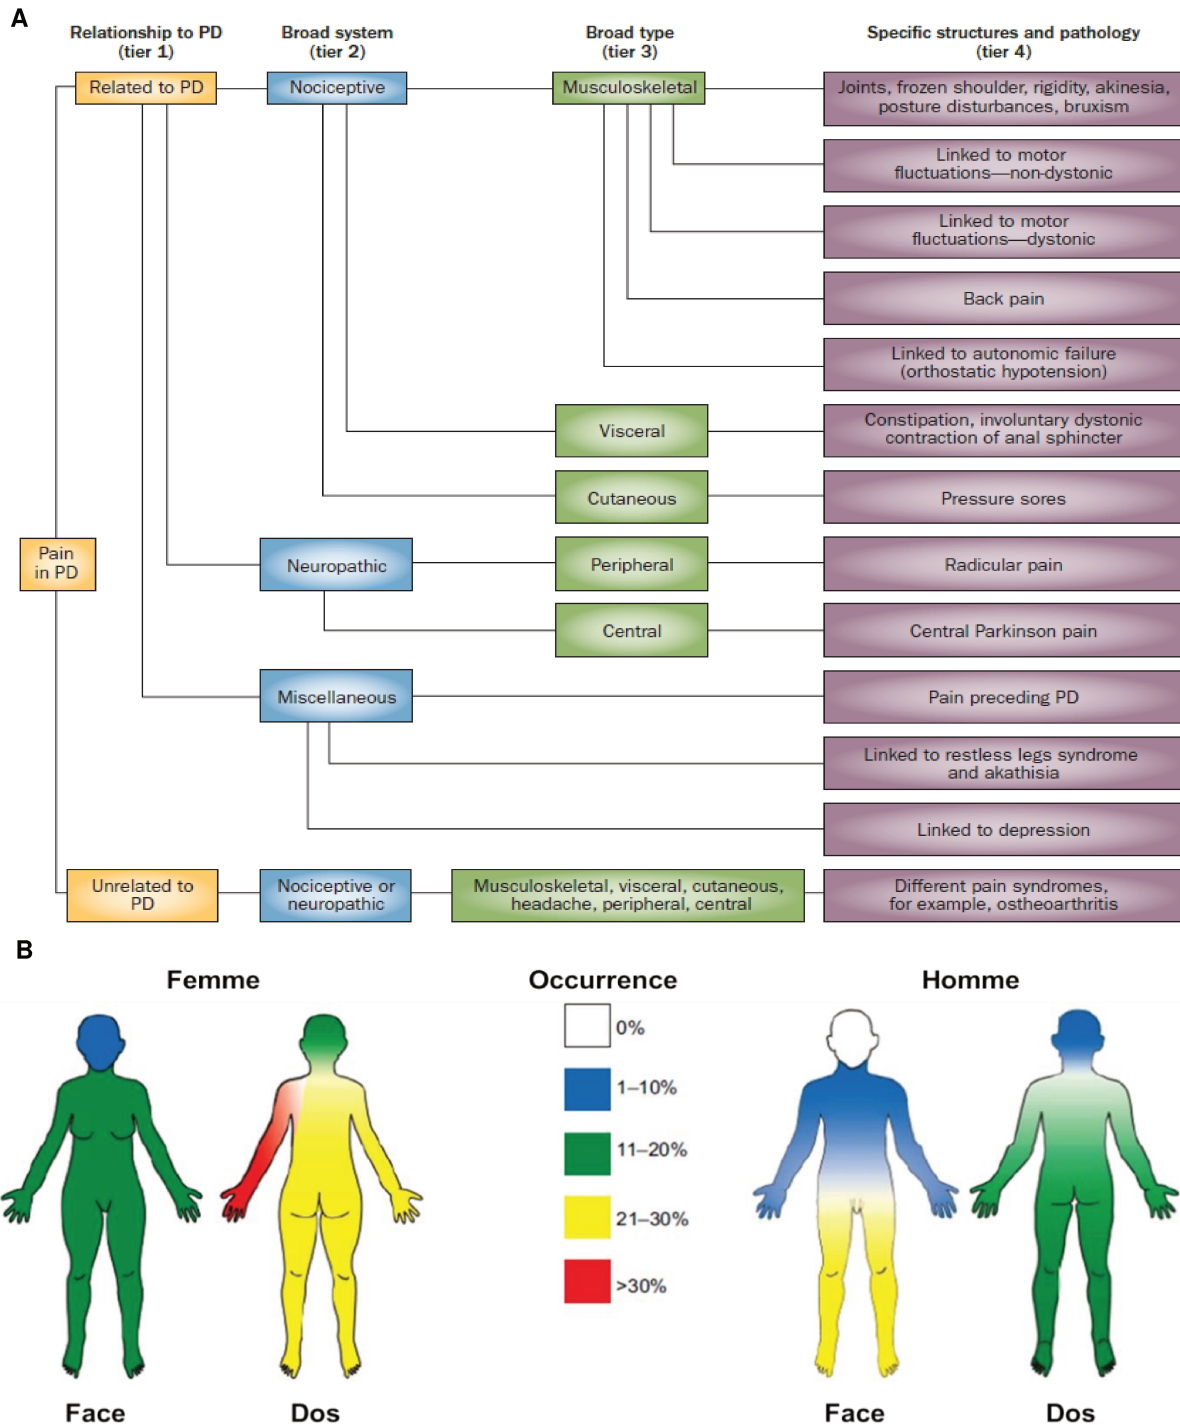 A
Relationship to PD
(tier 1)
Broad system
(tier 2)
Broad type
(tier 3)
Specific structures and pathology
(tier 4)
Related to PD
Nociceptive
Musculoskeletal
Joints, frozen shoulder, rigidity, akinesia,
posture disturbances, bruxism
Linked to motor
fluctuations—non-dystonic
Linked to motor
fluctuations—dystonic
Back pain
Linked to autonomic failure
(orthostatic hypotension)
Visceral
Constipation, involuntary dystonic
contraction of anal sphincter
Cutaneous
Pressure sores
Pain
in PD
Neuropathic
Peripheral
Radicular pain
Central
Central Parkinson pain
Miscellaneous
Pain preceding PD
Linked to restless legs syndrome
and akathisia
Linked to depression
Unrelated to
PD
Nociceptive or
neuropathic
Musculoskeletal, visceral, cutaneous,
headache, peripheral, central
Different pain syndromes,
for example, ostheoarthritis
B
Femme
Occurrence
Homme
0%
1–10%
11–20%
21–30%
>30%
Face
Dos
Face
Dos